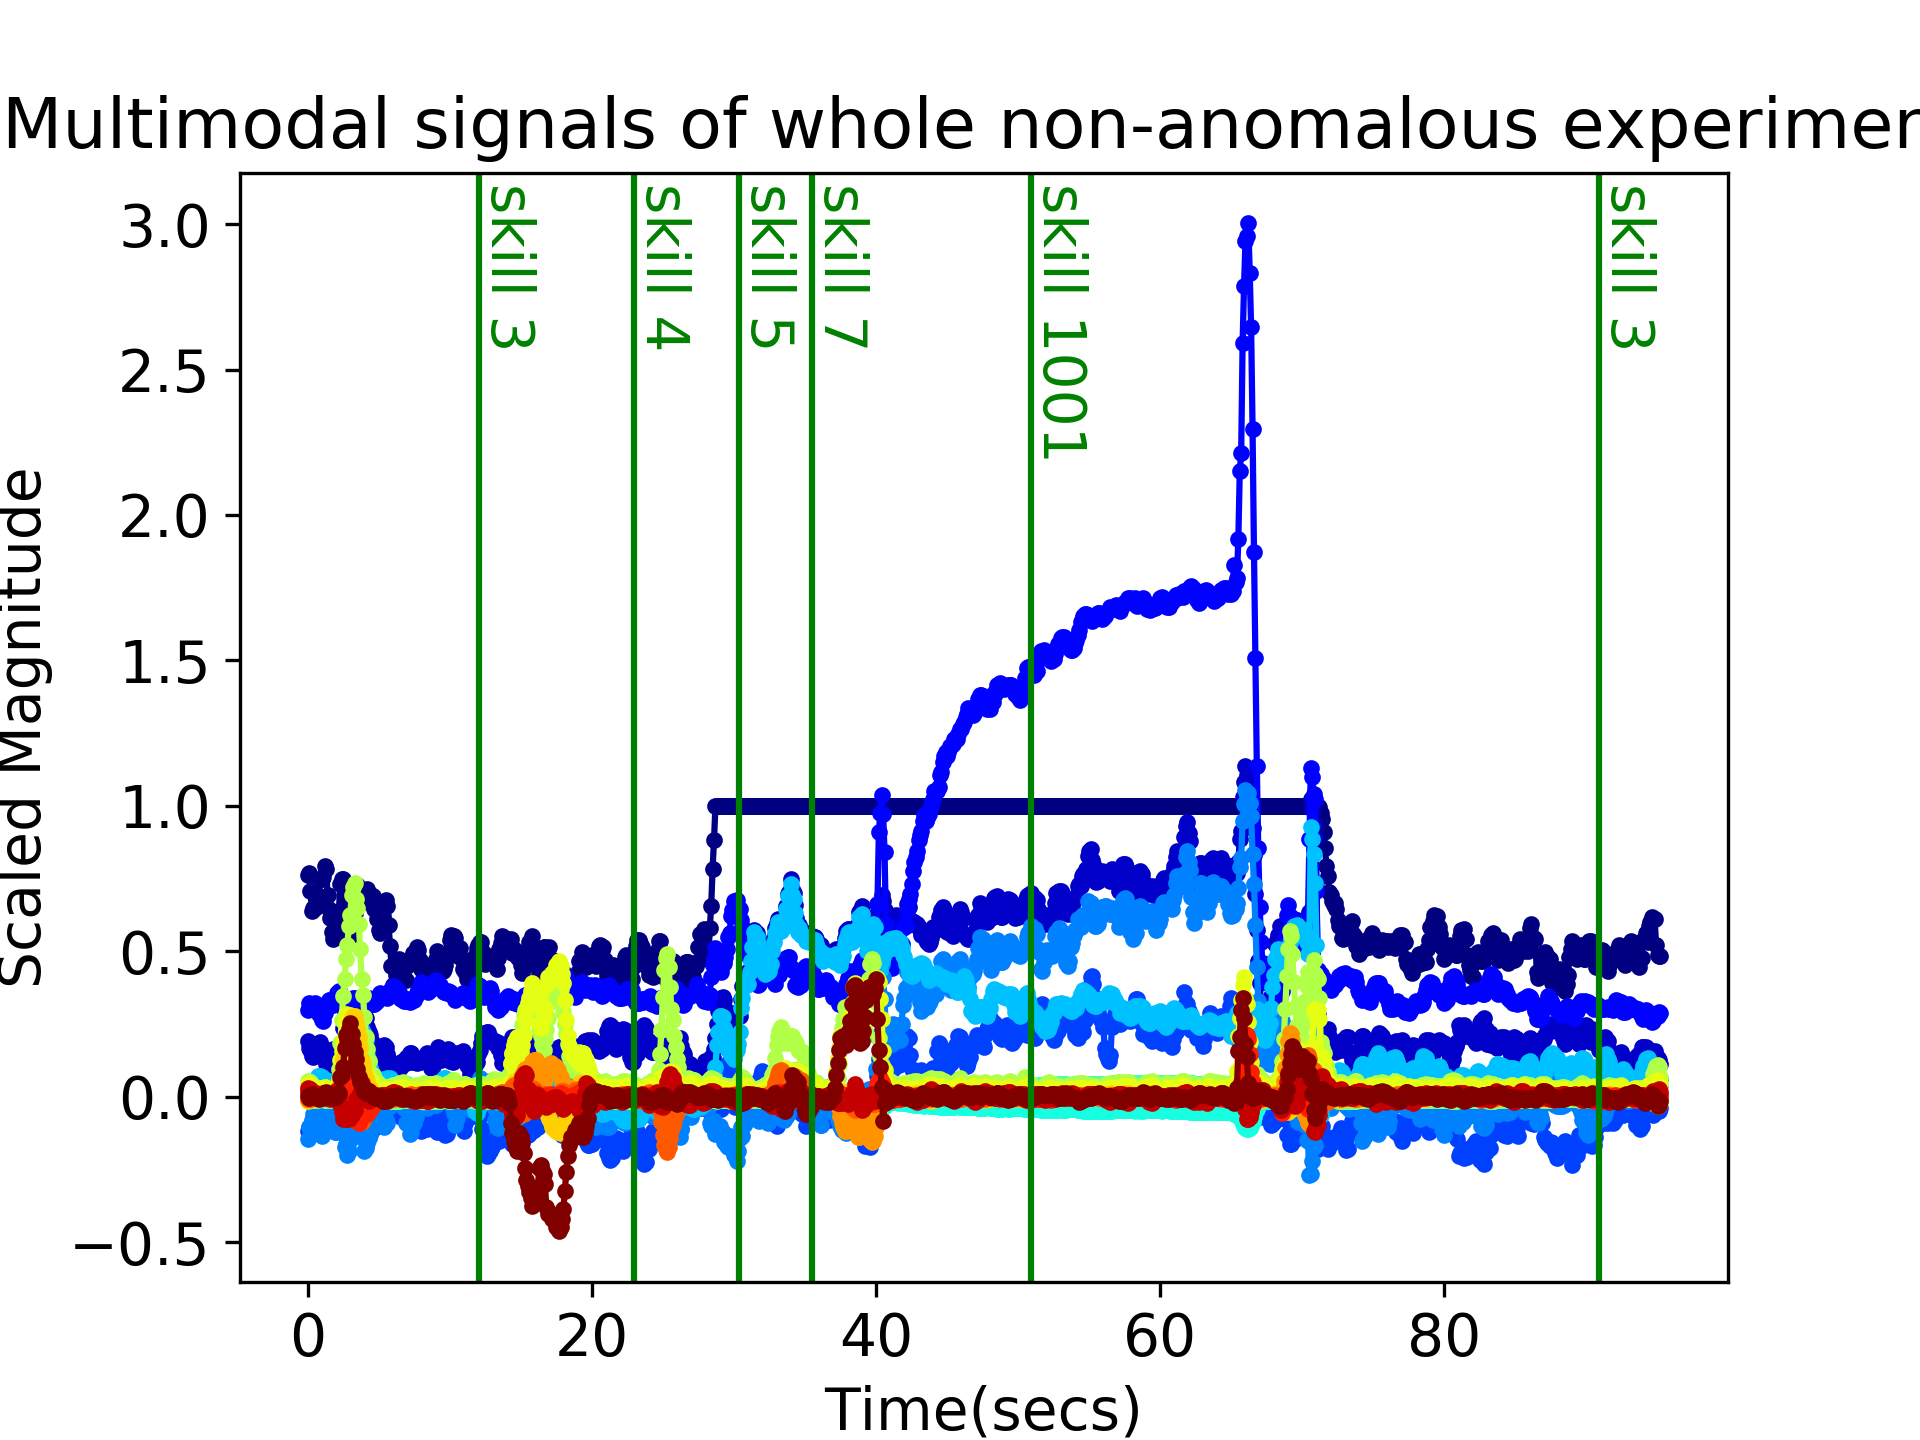 Multimodal signals of whole non-anomalous
skill 3
skill 4
skill 5
skill 7
skill 1001
skill 3
3.0
2.5
2.0
1.5
1.0
0.5
0.0
−0.5
Scaled Magnitude
0 20 40 60 80
Time(secs)